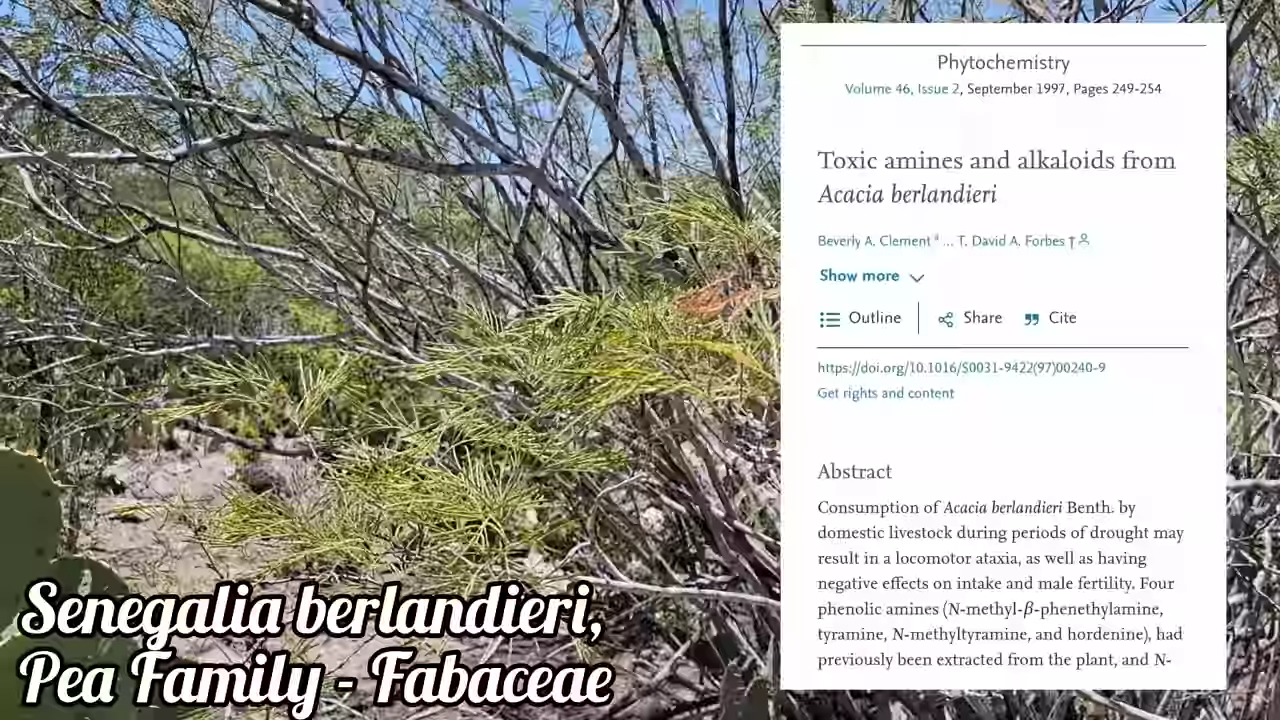 Phytochemistry
Volume 46, Issue 2, September 1997, Pages 249-254
Toxic amines and alkaloids from
Acacia berlandieri
Beverly A. Clement a ... T. David A. Forbes †
Show more
Outline Share Cite
https://doi.org/10.1016/S0031-9422(97)00240-9
Get rights and content
Abstract
Consumption of Acacia berlandieri Benth. by
domestic livestock during periods of drought may
result in a locomotor ataxia, as well as having
negative effects on intake and male fertility. Four
phenolic amines (N-methyl-β-phenethylamine,
tyramine, N-methyltyramine, and hordenine), had
previously been extracted from the plant, and N-
Senegalia berlandieri,
Pea Family - Fabaceae